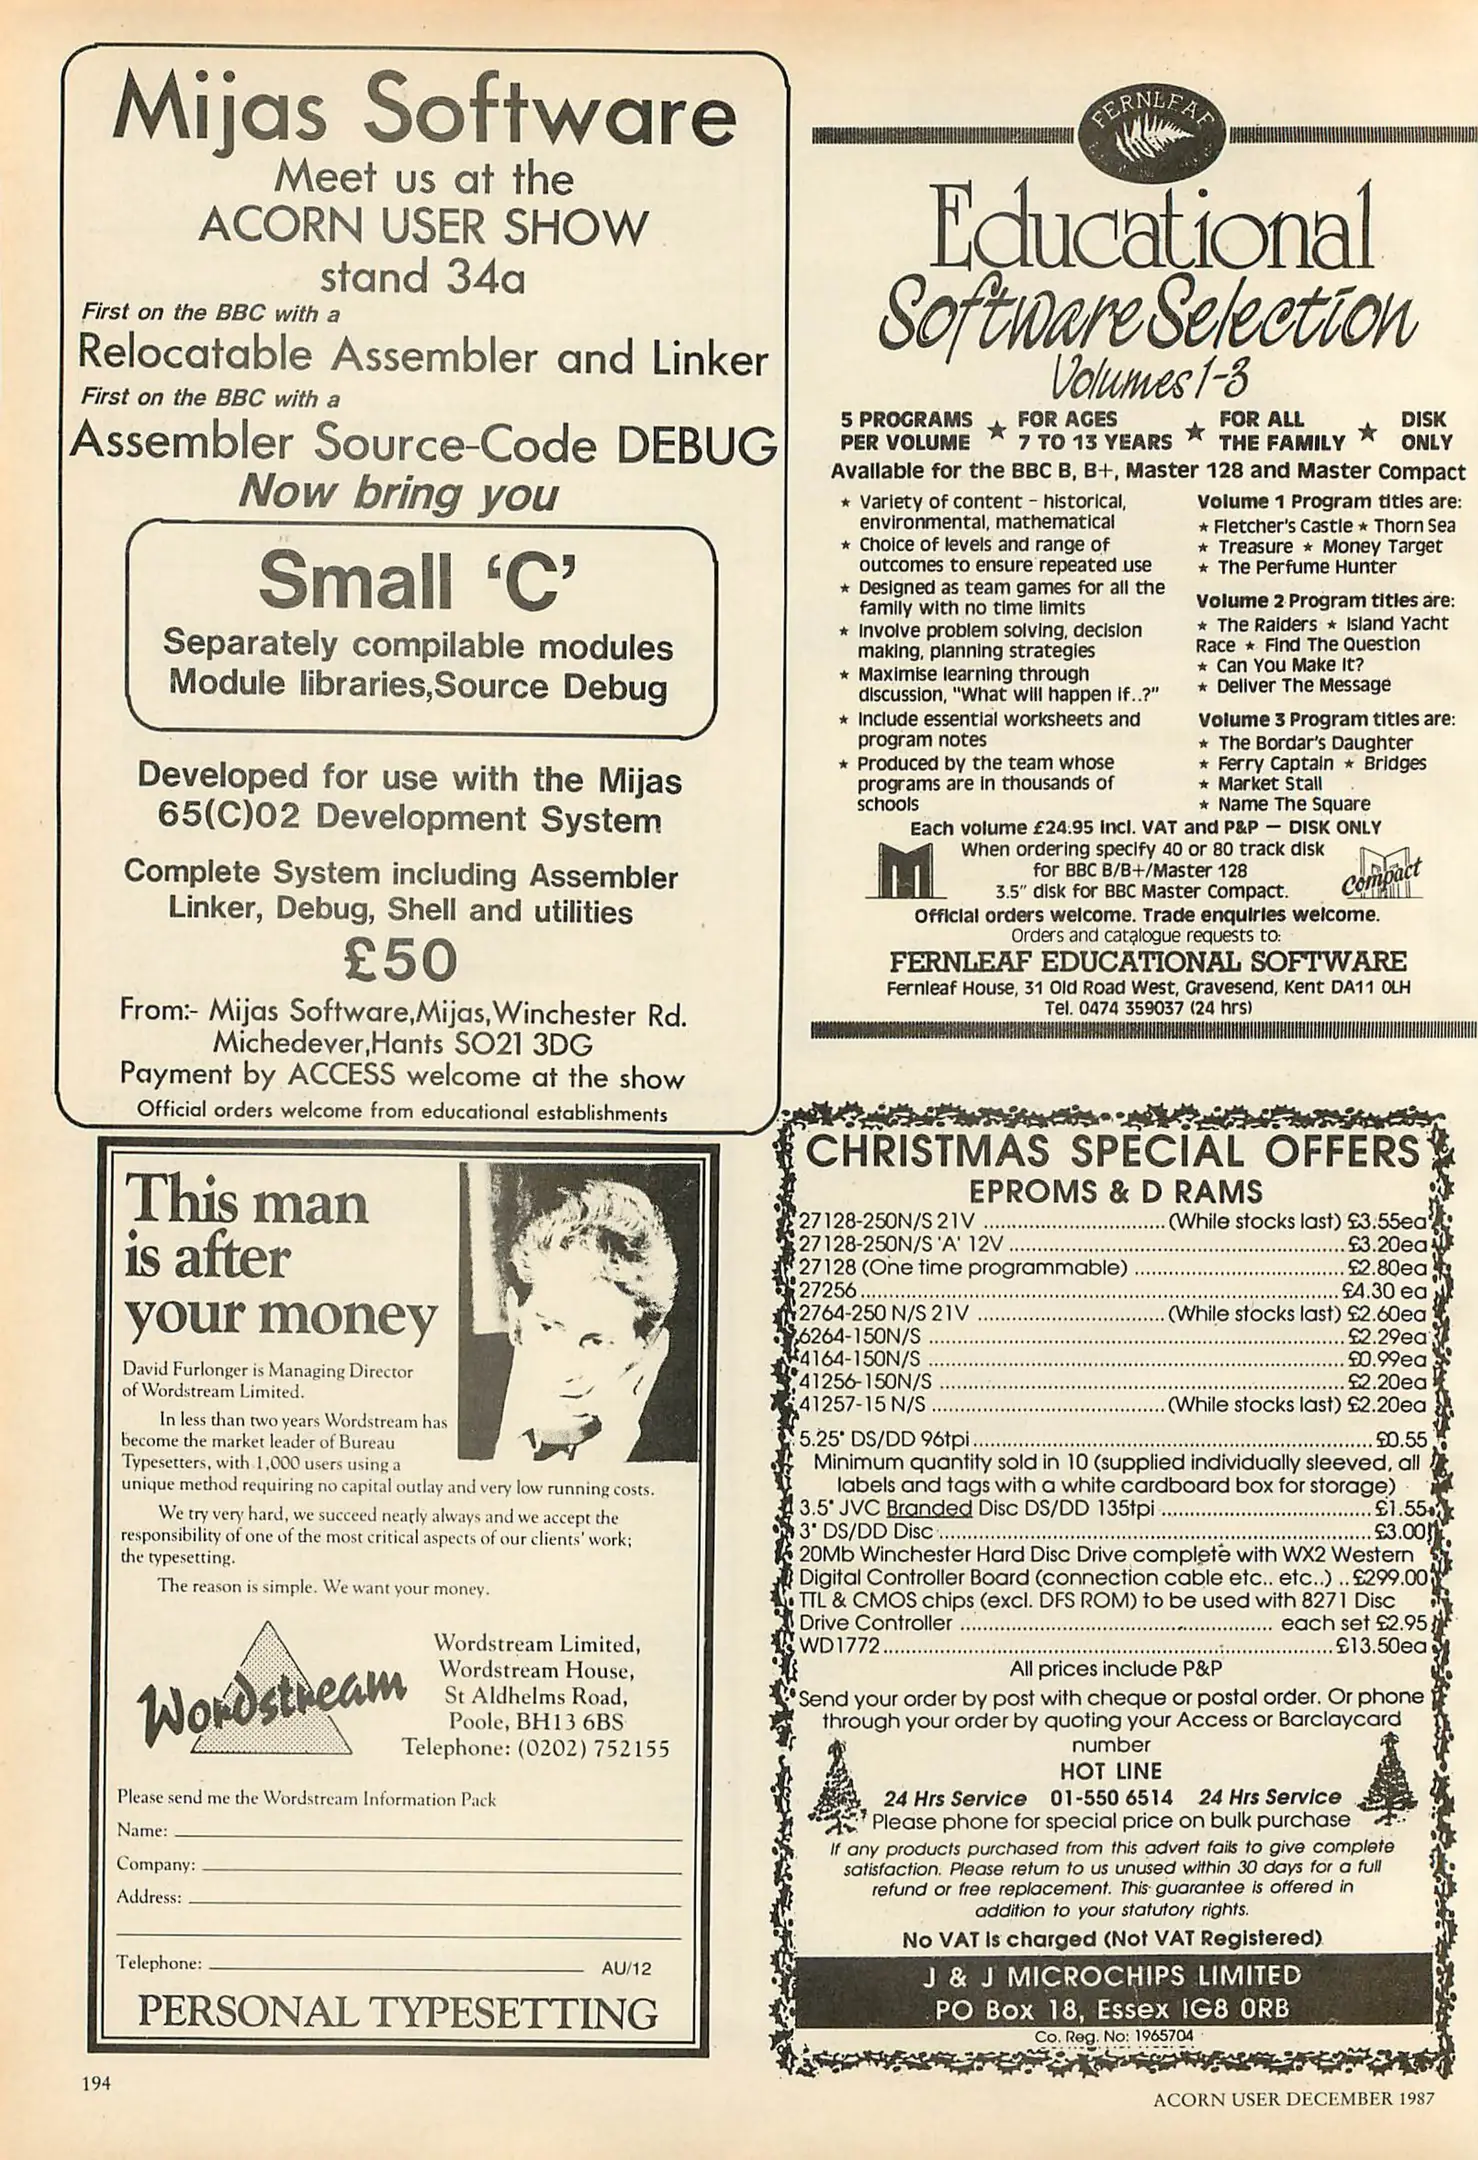 Mijas Software
Meet us at the
ACORN USER SHOW
stand 34a
First on the BBC with a
Relocatable Assembler and Linker
First on the BBC with a
Assembler Source-Code DEBUG
Now bring you
Small 'C'
Separately compilable modules
Module libraries,Source Debug
Developed for use with the Mijas
65(C)02 Development System
Complete System including Assembler
Linker, Debug, Shell and utilities
£50
From:- Mijas Software,Mijas,Winchester Rd.
Michedever,Hants SO21 3DG
Payment by ACCESS welcome at the show
Official orders welcome from educational establishments
FERNLEAF
Educational
Software Selection
Volumes 1-3
5 PROGRAMS ★ FOR AGES ★ FOR ALL ★ DISK
PER VOLUME 7 TO 13 YEARS THE FAMILY ONLY
Available for the BBC B, B+, Master 128 and Master Compact
★ Variety of content – historical,
environmental, mathematical
★ Choice of levels and range of
outcomes to ensure repeated use
★ Designed as team games for all the
family with no time limits
★ Involve problem solving, decision
making, planning strategies
★ Maximise learning through
discussion, "What will happen if..?"
★ Include essential worksheets and
program notes
★ Produced by the team whose
programs are in thousands of
schools
Volume 1 Program titles are:
★ Fletcher's Castle ★ Thorn Sea
★ Treasure ★ Money Target
★ The Perfume Hunter
Volume 2 Program titles are:
★ The Raiders ★ Island Yacht
Race ★ Find The Question
★ Can You Make It?
★ Deliver The Message
Volume 3 Program titles are:
★ The Bordar's Daughter
★ Ferry Captain ★ Bridges
★ Market Stall
★ Name The Square
Each volume £24.95 incl. VAT and P&P — DISK ONLY
When ordering specify 40 or 80 track disk
for BBC B/B+/Master 128
3.5" disk for BBC Master Compact.
Compact
Official orders welcome. Trade enquiries welcome.
Orders and catalogue requests to:
FERNLEAF EDUCATIONAL SOFTWARE
Fernleaf House, 31 Old Road West, Gravesend, Kent DA11 0LH
Tel. 0474 359037 (24 hrs)
This man
is after
your money
David Furlonger is Managing Director
of Wordstream Limited.
In less than two years Wordstream has
become the market leader of Bureau
Typesetters, with 1,000 users using a
unique method requiring no capital outlay and very low running costs.
We try very hard, we succeed nearly always and we accept the
responsibility of one of the most critical aspects of our clients' work;
the typesetting.
The reason is simple. We want your money.
Wordstream
Wordstream Limited,
Wordstream House,
St Aldhelms Road,
Poole, BH13 6BS
Telephone: (0202) 752155
Please send me the Wordstream Information Pack
Name:
Company:
Address:
Telephone: AU/12
PERSONAL TYPESETTING
CHRISTMAS SPECIAL OFFERS
EPROMS & D RAMS
27128-250N/S 21V ................................ (While stocks last) £3.55ea
27128-250N/S 'A' 12V ........................................................... £3.20ea
27128 (One time programmable) ..................................... £2.80ea
27256 ....................................................................................... £4.30 ea
2764-250 N/S 21V ................................. (While stocks last) £2.60ea
6264-150N/S ......................................................................... £2.29ea
4164-150N/S ......................................................................... £0.99ea
41256-150N/S ....................................................................... £2.20ea
41257-15 N/S ......................................... (While stocks last) £2.20ea
5.25" DS/DD 96tpi ...................................................................... £0.55
Minimum quantity sold in 10 (supplied individually sleeved, all
labels and tags with a white cardboard box for storage)
3.5" JVC Branded Disc DS/DD 135tpi ..................................... £1.55
3" DS/DD Disc ............................................................................ £3.00
20Mb Winchester Hard Disc Drive complete with WX2 Western
Digital Controller Board (connection cable etc.. etc..) .. £299.00
TTL & CMOS chips (excl. DFS ROM) to be used with 8271 Disc
Drive Controller ....................................................... each set £2.95
WD1772 ................................................................................ £13.50ea
All prices include P&P
Send your order by post with cheque or postal order. Or phone
through your order by quoting your Access or Barclaycard
number
HOT LINE
24 Hrs Service 01-550 6514 24 Hrs Service
Please phone for special price on bulk purchase
If any products purchased from this advert fails to give complete
satisfaction. Please return to us unused within 30 days for a full
refund or free replacement. This guarantee is offered in
addition to your statutory rights.
No VAT is charged (Not VAT Registered)
J & J MICROCHIPS LIMITED
PO Box 18, Essex IG8 0RB
Co. Reg. No: 1965704
194
ACORN USER DECEMBER 1987